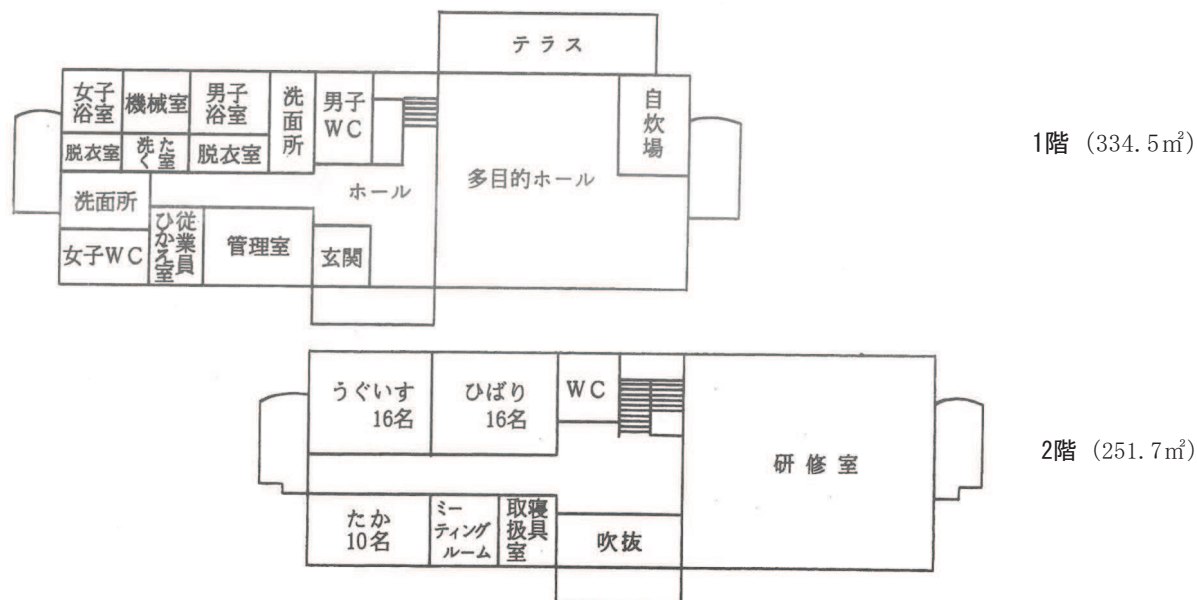 テラス
女子
浴室
機械室
男子
浴室
洗面所
男子
WC
自炊場
脱衣室
洗たく室
脱衣室
1階 (334.5㎡)
洗面所
ホール
多目的ホール
女子WC
従業員ひかえ室
管理室
玄関
うぐいす
16名
ひばり
16名
WC
研修室
2階 (251.7㎡)
たか
10名
ミー
ティング
ルーム
寝具取扱室
吹抜